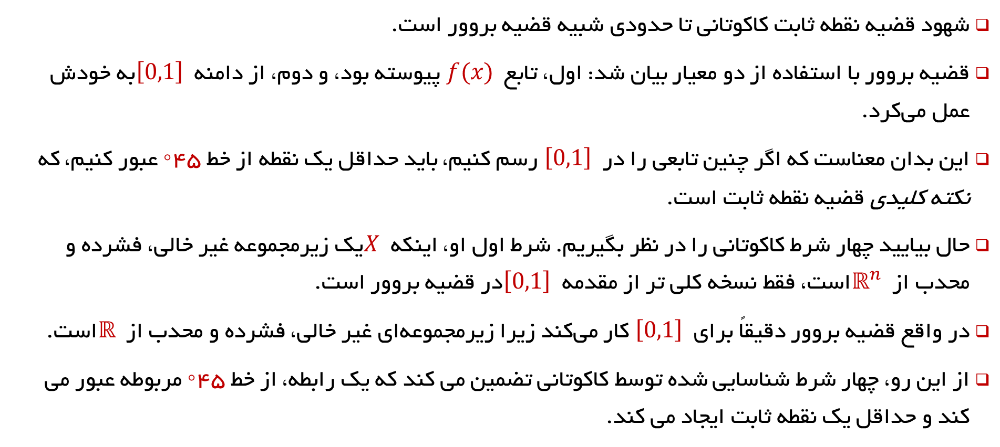 ❑ شهود قضیه نقطه ثابت کاکوتانی تا حدودی شبیه قضیه بروور است.
❑ قضیه بروور با استفاده از دو معیار بیان شد: اول، تابع f(x) پیوسته بود، و دوم، از دامنه [0,1] به خودش
عمل می‌کرد.
❑ این بدان معناست که اگر چنین تابعی را در [0,1] رسم کنیم، باید حداقل یک نقطه از خط ۴۵° عبور کنیم، که
نکته کلیدی قضیه نقطه ثابت است.
❑ حال بیایید چهار شرط کاکوتانی را در نظر بگیریم. شرط اول او، اینکه X یک زیرمجموعه غیر خالی، فشرده و
محدب از ℝⁿ است، فقط نسخه کلی تر از مقدمه [0,1] در قضیه بروور است.
❑ در واقع قضیه بروور دقیقاً برای [0,1] کار می‌کند زیرا زیرمجموعه‌ای غیر خالی، فشرده و محدب از ℝ است.
❑ از این رو، چهار شرط شناسایی شده توسط کاکوتانی تضمین می کند که یک رابطه، از خط ۴۵° مربوطه عبور می
کند و حداقل یک نقطه ثابت ایجاد می کند.